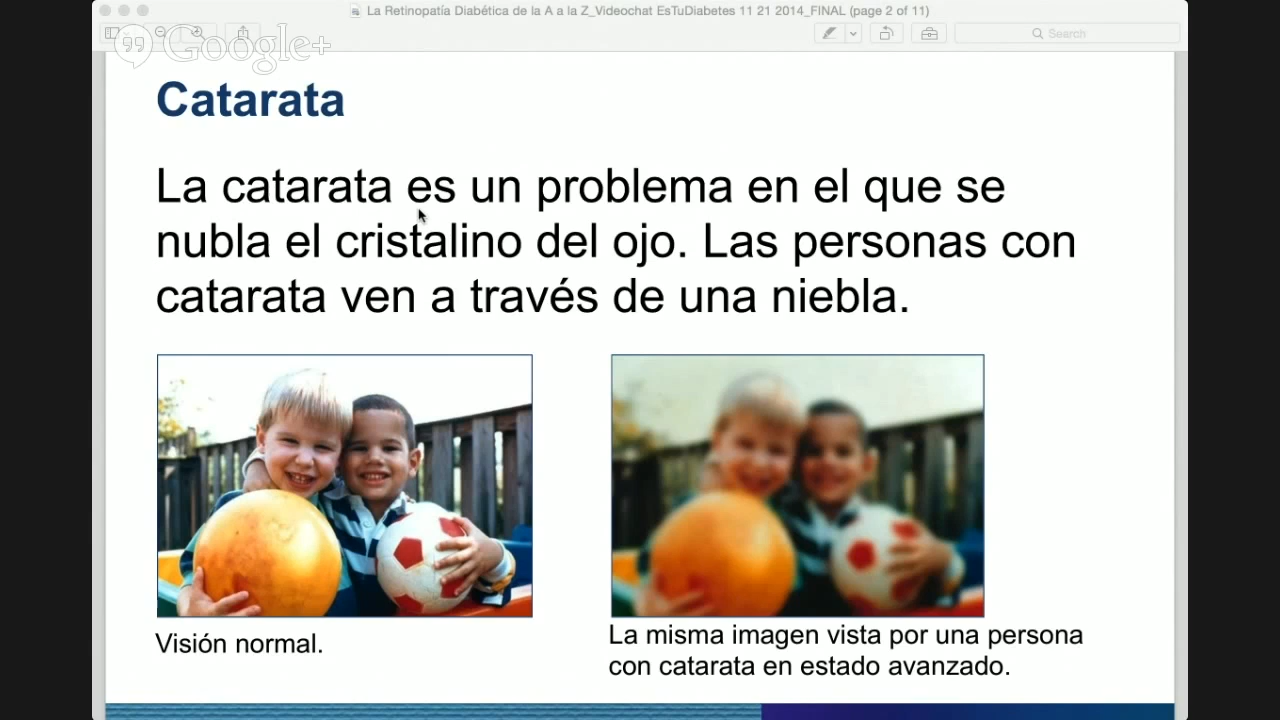 La Retinopatía Diabética de la A a la Z_Videochat EsTuDiabetes 11 21 2014_FINAL (page 2 of 11)
Google+
Search
Catarata
La catarata es un problema en el que se
nubla el cristalino del ojo. Las personas con
catarata ven a través de una niebla.
Visión normal.
La misma imagen vista por una persona
con catarata en estado avanzado.